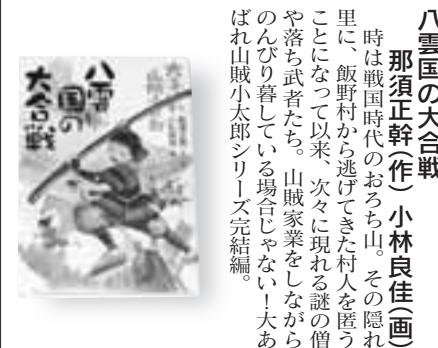 八雲国の大合戦
那須正幹(作) 小林良佳(画)
時は戦国時代のおろち山。その隠れ
里に、飯野村から逃げてきた村人を匿う
ことになって以来、次々に現れる謎の僧
や落ち武者たち。山賊家業をしながら
のんびり暮している場合じゃない！大あ
ばれ山賊小太郎シリーズ完結編。
八雲
国の
大合戦